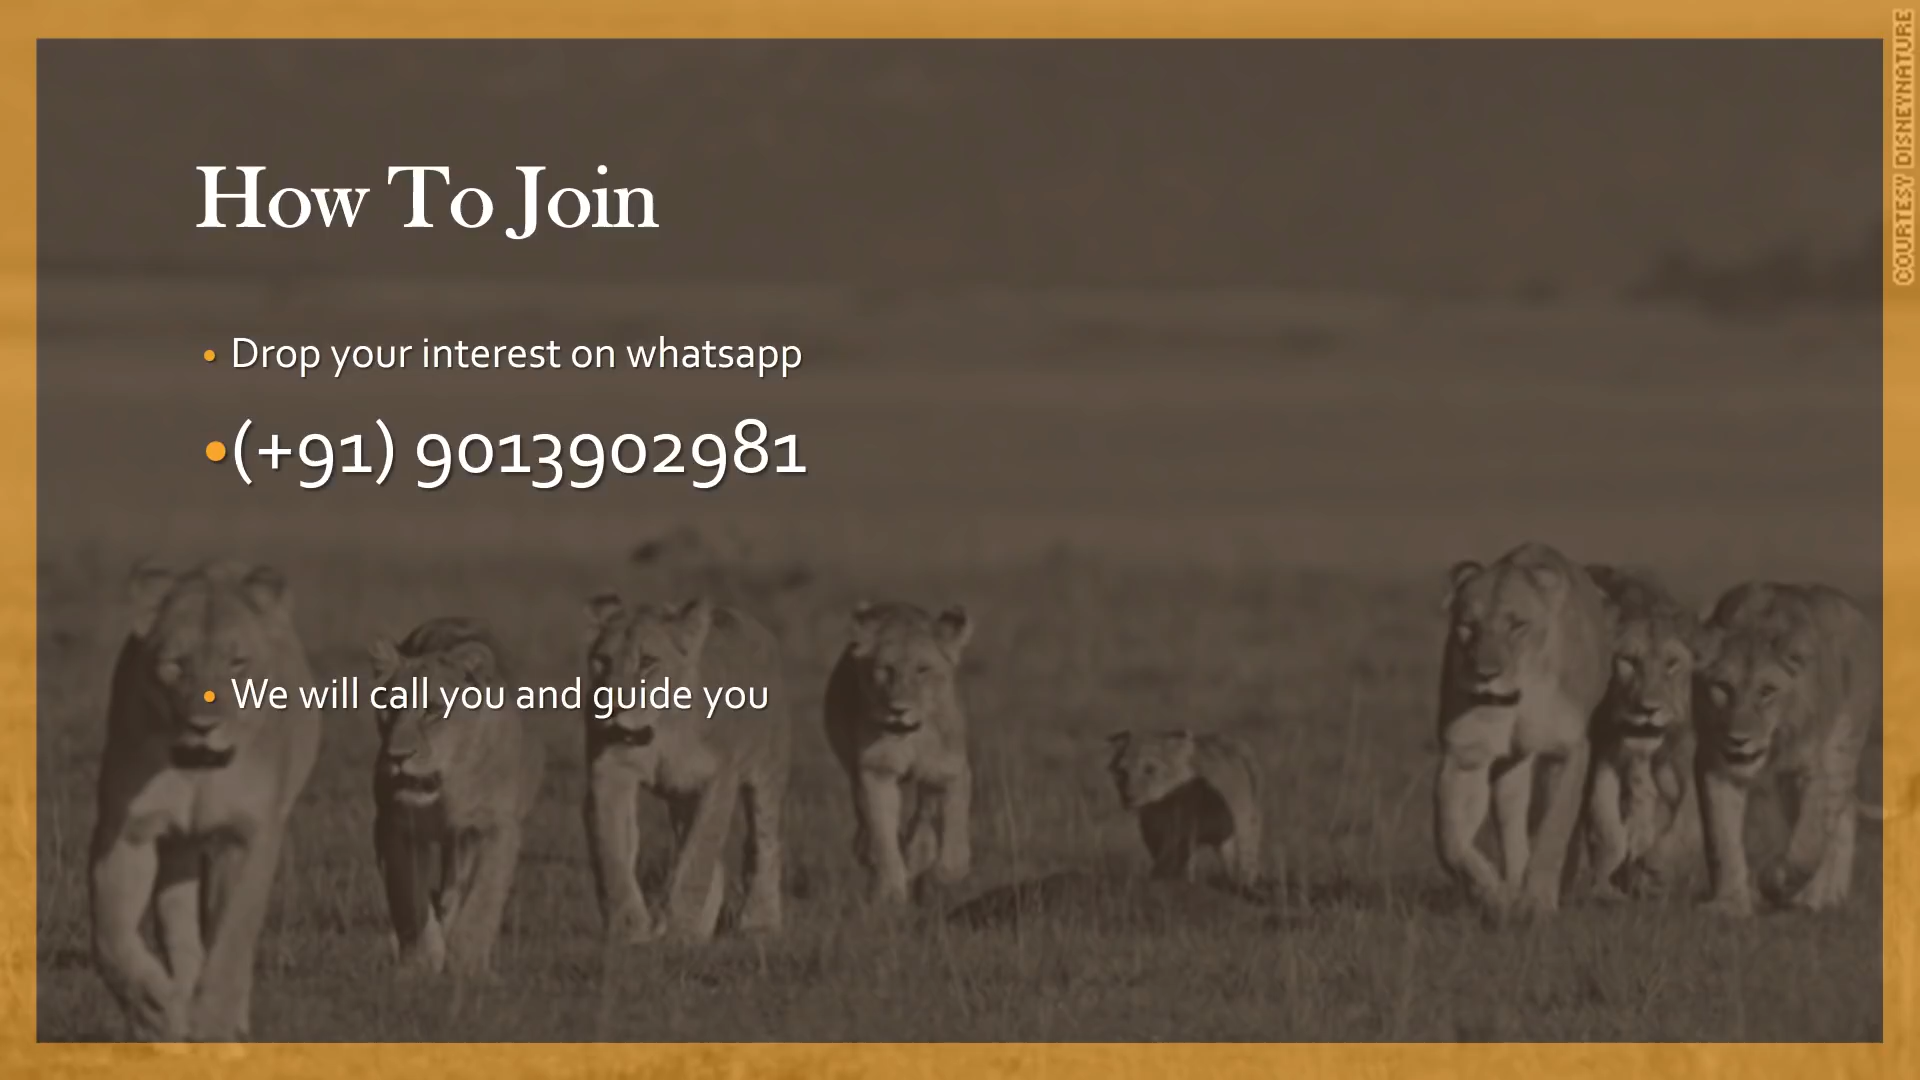 How To Join
• Drop your interest on whatsapp
• (+91) 9013902981
• We will call you and guide you
COURTESY DISNEYNATURE